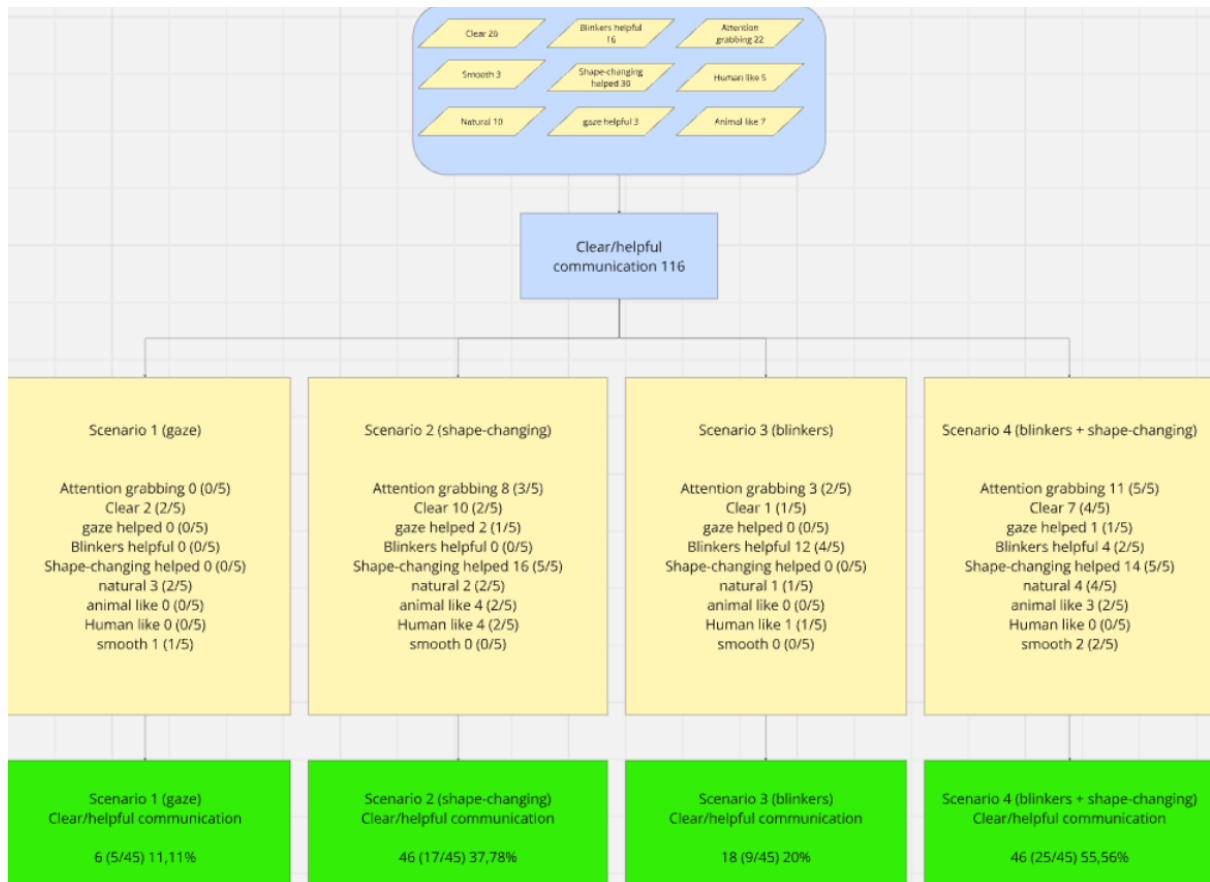 Clear 20
Blinkers helpful
16
Attention
grabbing 22
Smooth 3
Shape-changing
helped 30
Human like 5
Natural 10
gaze helpful 3
Animal like 7
Clear/helpful
communication 116
Scenario 1 (gaze)
Attention grabbing 0 (0/5)
Clear 2 (2/5)
gaze helped 0 (0/5)
Blinkers helpful 0 (0/5)
Shape-changing helped 0 (0/5)
natural 3 (2/5)
animal like 0 (0/5)
Human like 0 (0/5)
smooth 1 (1/5)
Scenario 2 (shape-changing)
Attention grabbing 8 (3/5)
Clear 10 (2/5)
gaze helped 2 (1/5)
Blinkers helpful 0 (0/5)
Shape-changing helped 16 (5/5)
natural 2 (2/5)
animal like 4 (2/5)
Human like 4 (2/5)
smooth 0 (0/5)
Scenario 3 (blinkers)
Attention grabbing 3 (2/5)
Clear 1 (1/5)
gaze helped 0 (0/5)
Blinkers helpful 12 (4/5)
Shape-changing helped 0 (0/5)
natural 1 (1/5)
animal like 0 (0/5)
Human like 1 (1/5)
smooth 0 (0/5)
Scenario 4 (blinkers + shape-changing)
Attention grabbing 11 (5/5)
Clear 7 (4/5)
gaze helped 1 (1/5)
Blinkers helpful 4 (2/5)
Shape-changing helped 14 (5/5)
natural 4 (4/5)
animal like 3 (2/5)
Human like 0 (0/5)
smooth 2 (2/5)
Scenario 1 (gaze)
Clear/helpful communication
6 (5/45) 11,11%
Scenario 2 (shape-changing)
Clear/helpful communication
46 (17/45) 37,78%
Scenario 3 (blinkers)
Clear/helpful communication
18 (9/45) 20%
Scenario 4 (blinkers + shape-changing)
Clear/helpful communication
46 (25/45) 55,56%